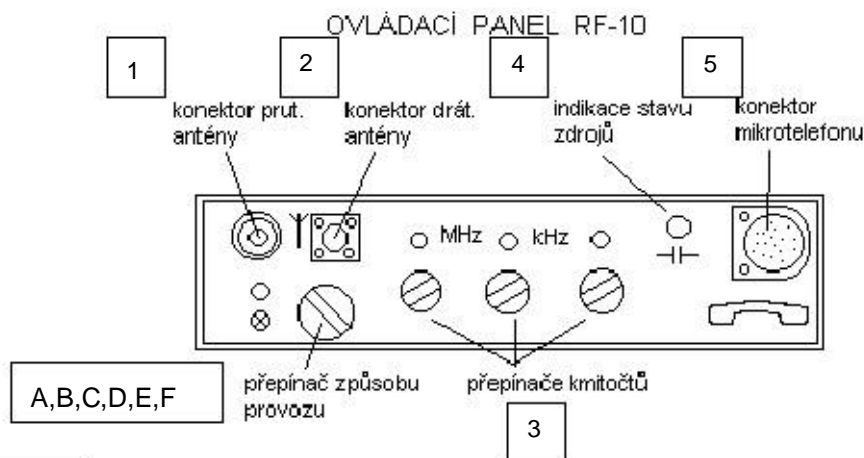 OVLÁDACÍ PANEL RF-10
1
2
4
5
konektor prut.
antény
konektor drát.
antény
indikace stavu
zdrojů
konektor
mikrotelefonu
MHz
kHz
A,B,C,D,E,F
přepínač způsobu
provozu
přepínače kmitočtů
3